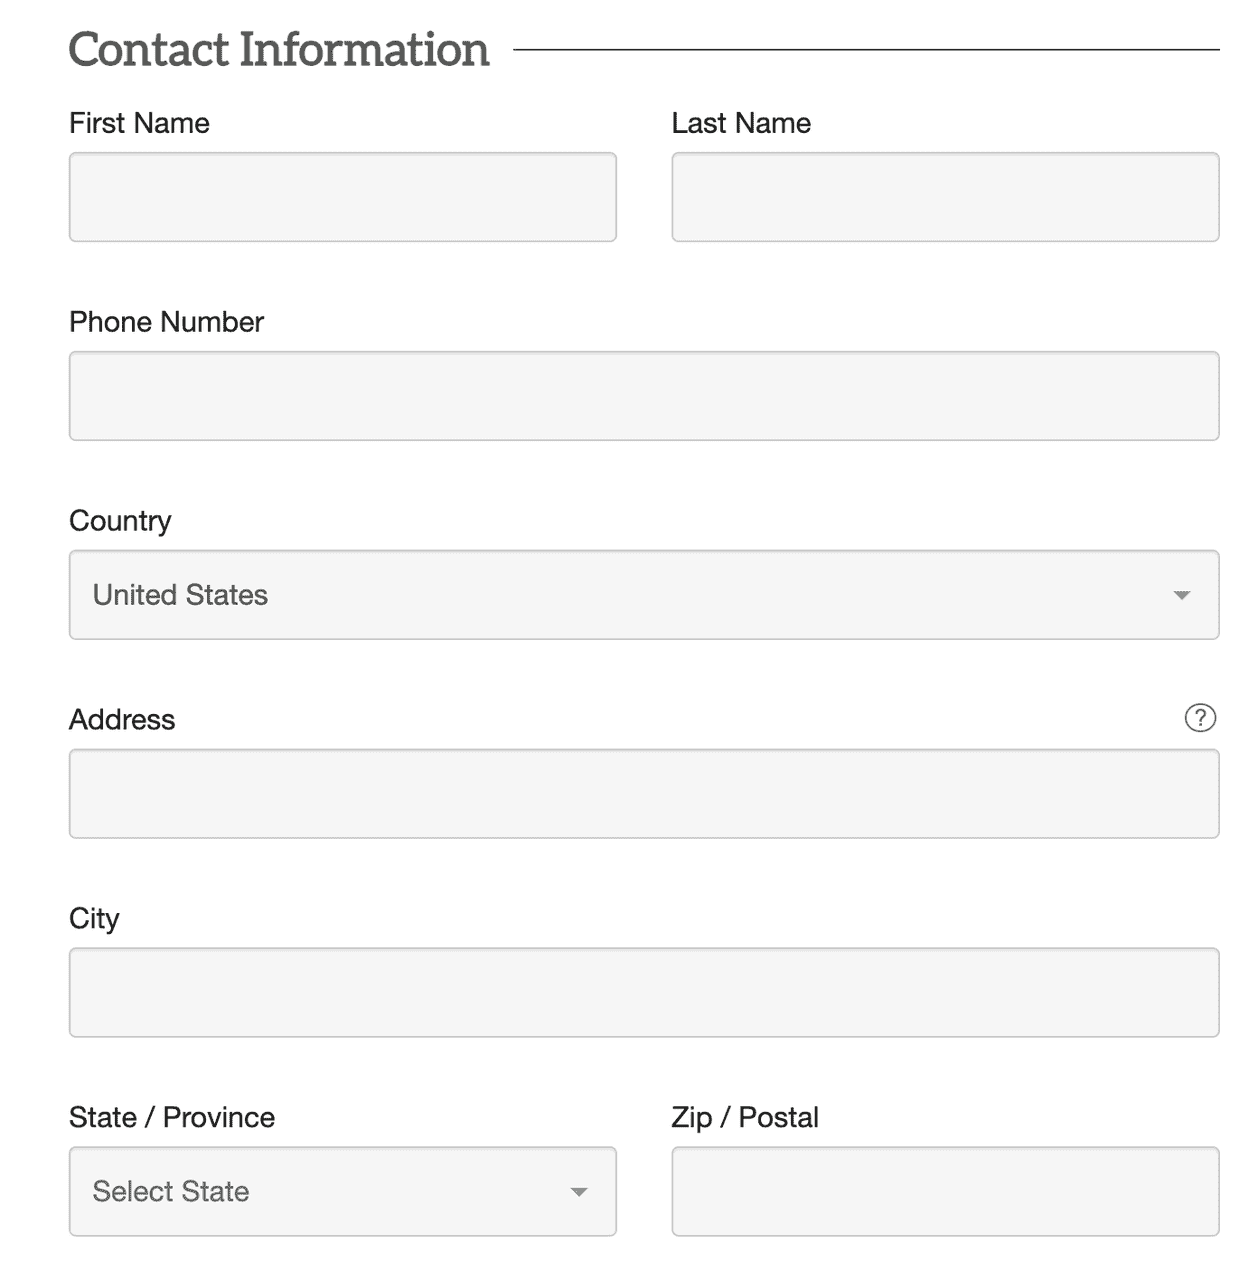 Contact Information
First Name
Last Name
Phone Number
Country
United States
Address
?
City
State / Province
Zip / Postal
Select State